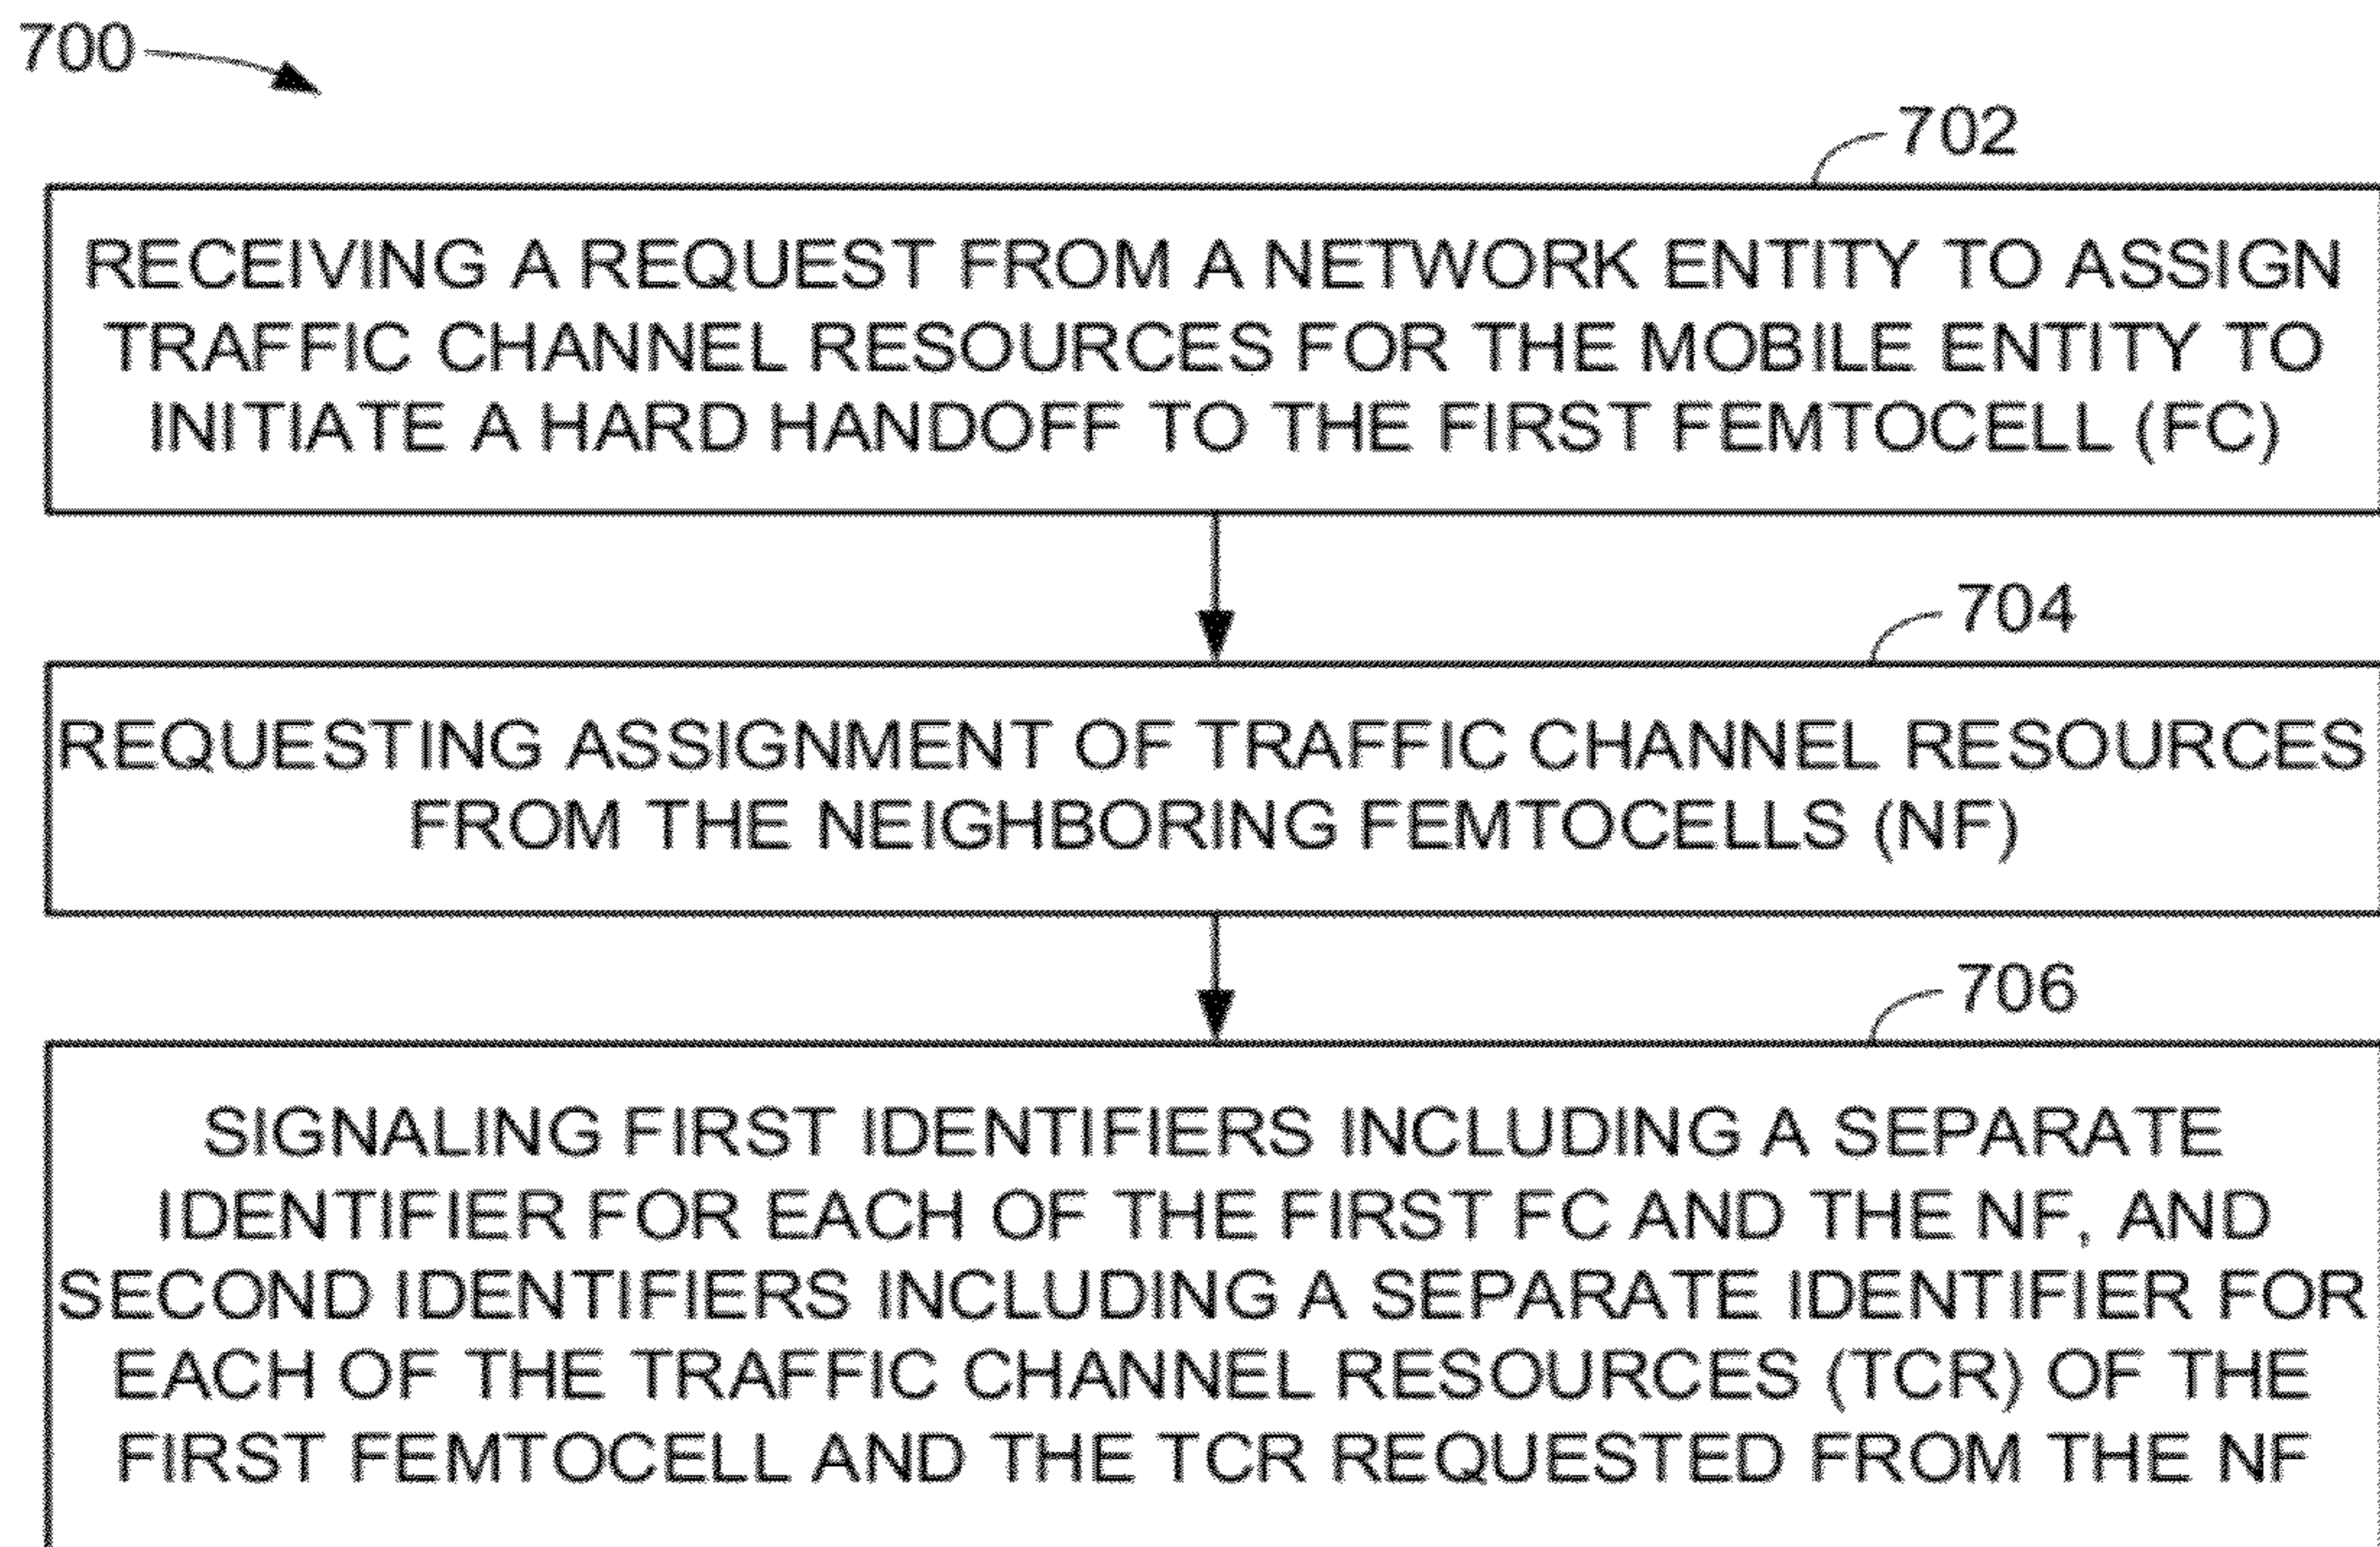 700
702
RECEIVING A REQUEST FROM A NETWORK ENTITY TO ASSIGN
TRAFFIC CHANNEL RESOURCES FOR THE MOBILE ENTITY TO
INITIATE A HARD HANDOFF TO THE FIRST FEMTOCELL (FC)
704
REQUESTING ASSIGNMENT OF TRAFFIC CHANNEL RESOURCES
FROM THE NEIGHBORING FEMTOCELLS (NF)
706
SIGNALING FIRST IDENTIFIERS INCLUDING A SEPARATE
IDENTIFIER FOR EACH OF THE FIRST FC AND THE NF, AND
SECOND IDENTIFIERS INCLUDING A SEPARATE IDENTIFIER FOR
EACH OF THE TRAFFIC CHANNEL RESOURCES (TCR) OF THE
FIRST FEMTOCELL AND THE TCR REQUESTED FROM THE NF